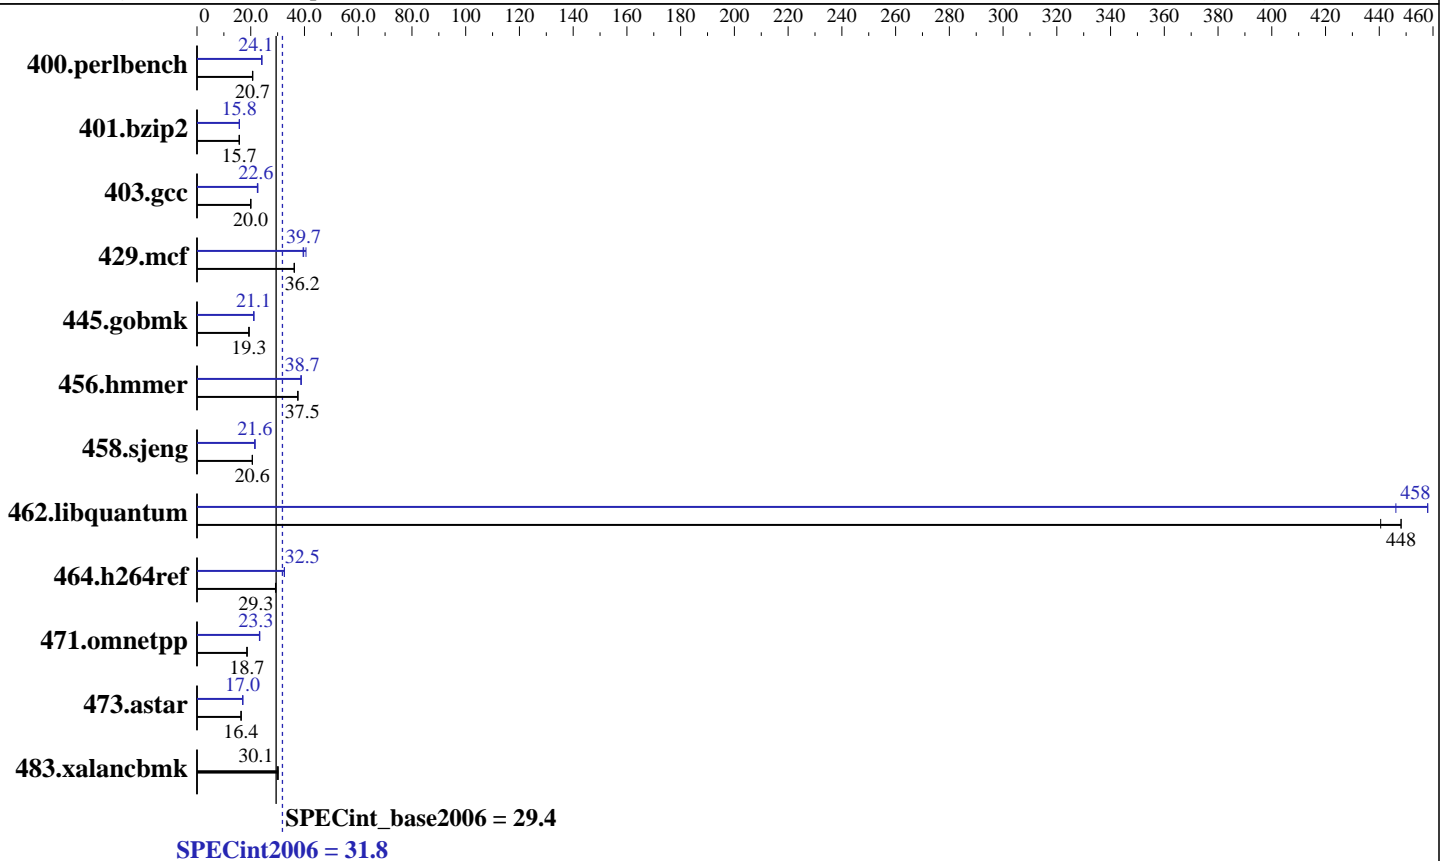 0 20.0 40.0 60.0 80.0 100 120 140 160 180 200 220 240 260 280 300 320 340 360 380 400 420 440 460
24.1
400.perlbench
20.7
15.8
401.bzip2
15.7
22.6
403.gcc
20.0
39.7
429.mcf
36.2
21.1
445.gobmk
19.3
38.7
456.hmmer
37.5
21.6
458.sjeng
20.6
458
462.libquantum
448
32.5
464.h264ref
29.3
23.3
471.omnetpp
18.7
17.0
473.astar
16.4
30.1
483.xalancbmk
SPECint_base2006 = 29.4
SPECint2006 = 31.8